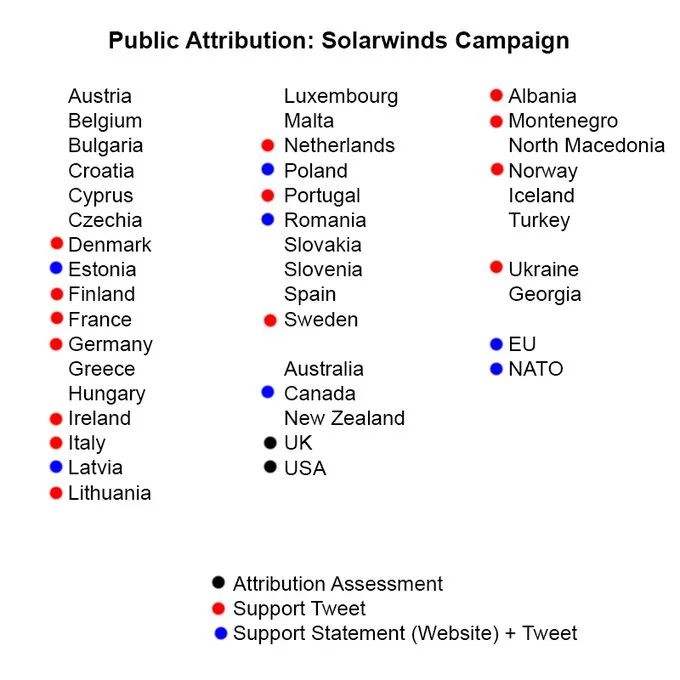 Public Attribution: Solarwinds Campaign
Austria
Belgium
Bulgaria
Croatia
Cyprus
Czechia
Denmark
Estonia
Finland
France
Germany
Greece
Hungary
Ireland
Italy
Latvia
Lithuania
Luxembourg
Malta
Netherlands
Poland
Portugal
Romania
Slovakia
Slovenia
Spain
Sweden
Australia
Canada
New Zealand
UK
USA
Albania
Montenegro
North Macedonia
Norway
Iceland
Turkey
Ukraine
Georgia
EU
NATO
Attribution Assessment
Support Tweet
Support Statement (Website) + Tweet